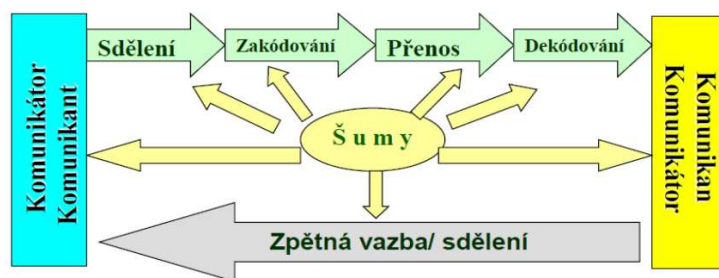 Komunikátor
Komunikant
Sdělení
Zakódování
Přenos
Dekódování
Š u m y
Zpětná vazba/ sdělení
Komunikan
Komunikátor